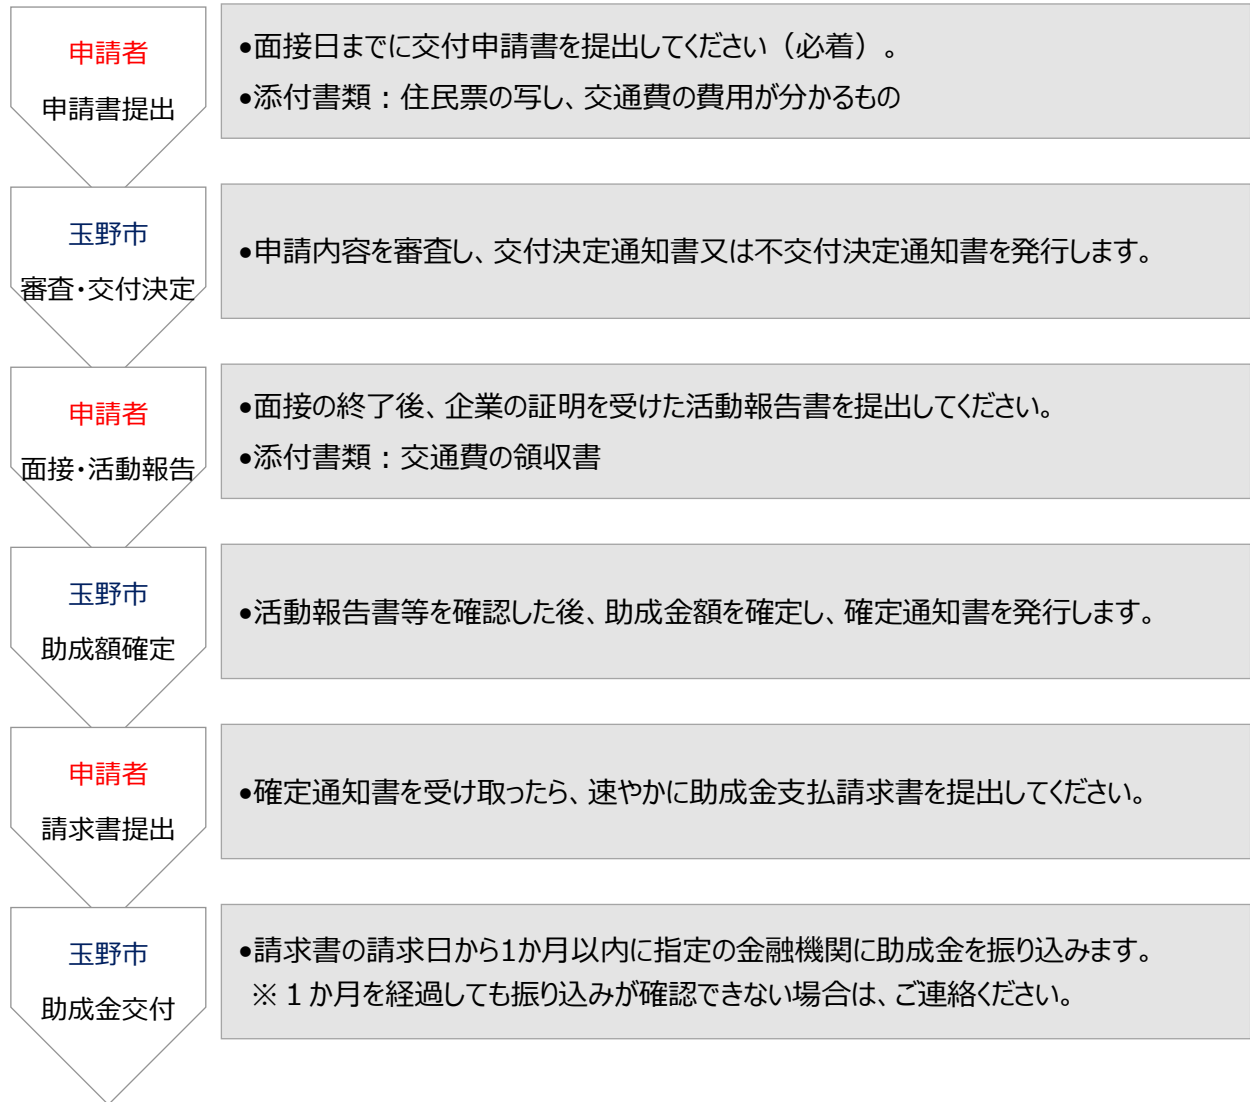 申請者
申請書提出
•面接日までに交付申請書を提出してください（必着）。
•添付書類：住民票の写し、交通費の費用が分かるもの
玉野市
審査・交付決定
•申請内容を審査し、交付決定通知書又は不交付決定通知書を発行します。
申請者
面接・活動報告
•面接の終了後、企業の証明を受けた活動報告書を提出してください。
•添付書類：交通費の領収書
玉野市
助成額確定
•活動報告書等を確認した後、助成金額を確定し、確定通知書を発行します。
申請者
請求書提出
•確定通知書を受け取ったら、速やかに助成金支払請求書を提出してください。
玉野市
助成金交付
•請求書の請求日から1か月以内に指定の金融機関に助成金を振り込みます。
※１か月を経過しても振り込みが確認できない場合は、ご連絡ください。